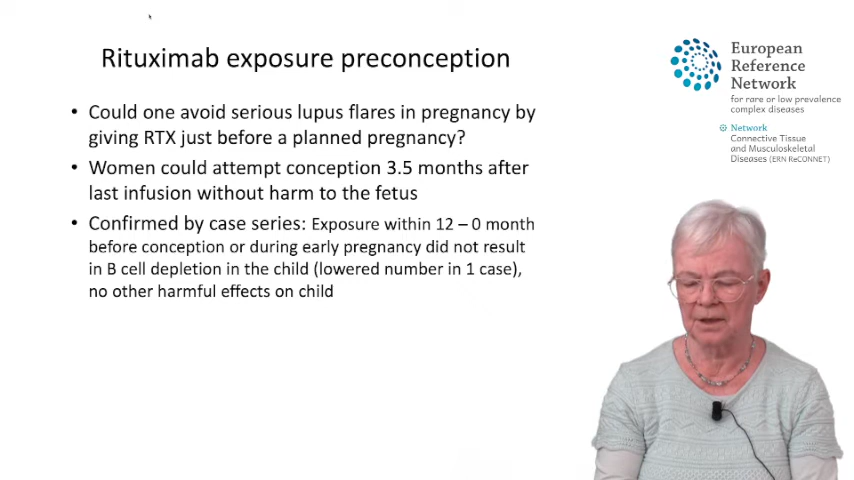 Rituximab exposure preconception
• Could one avoid serious lupus flares in pregnancy by
giving RTX just before a planned pregnancy?
• Women could attempt conception 3.5 months after
last infusion without harm to the fetus
• Confirmed by case series: Exposure within 12 – 0 month
before conception or during early pregnancy did not result
in B cell depletion in the child (lowered number in 1 case),
no other harmful effects on child
European
Reference
Network
for rare or low prevalence
complex diseases
Network
Connective Tissue
and Musculoskeletal
Diseases (ERN ReCONNET)